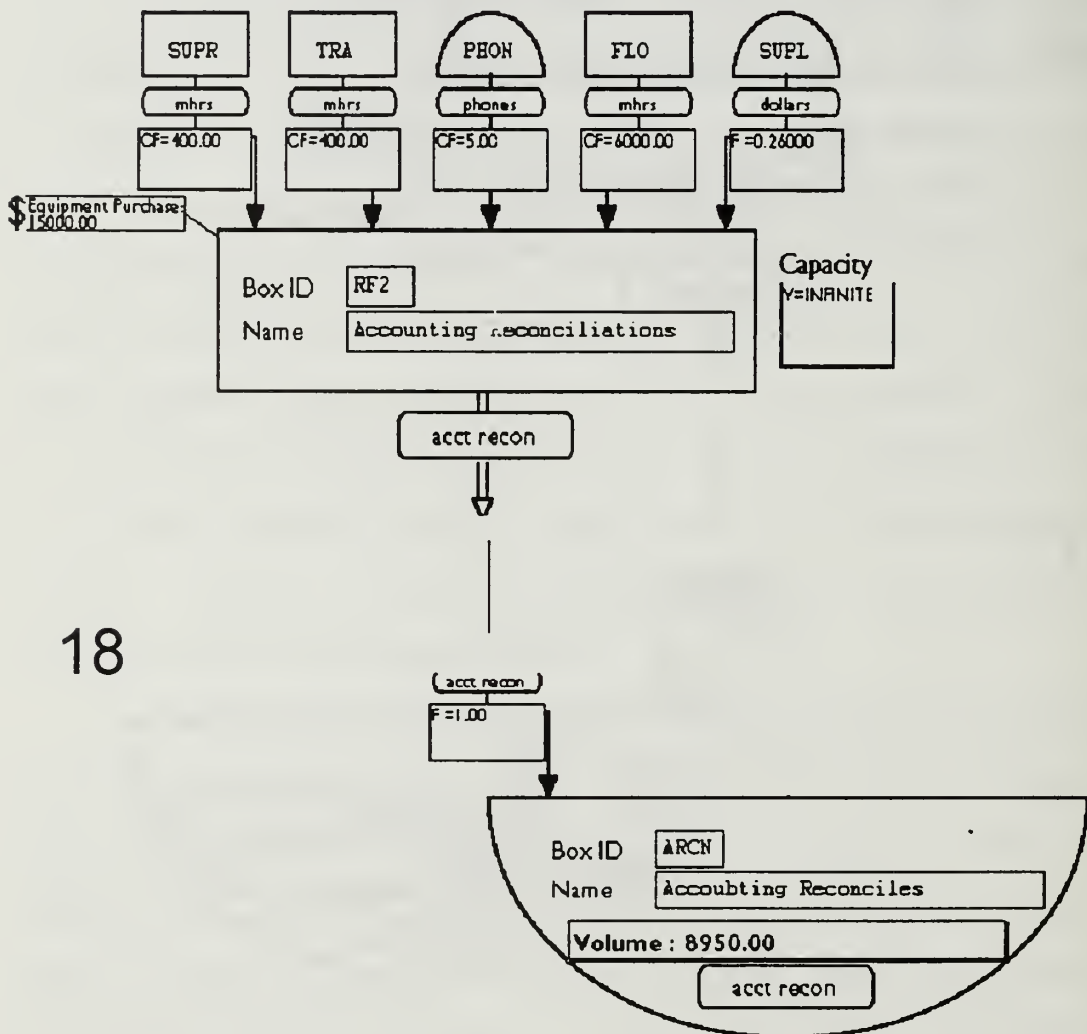 SUPR
TRA
PHON
FLO
SUPL
mhrs
mhrs
phones
mhrs
dollars
CF=400.00
CF=400.00
CF=5.00
CF=6000.00
F =0.26000
$ Equipment Purchase:
15000.00
Box ID RF2
Name Accounting reconciliations
Capacity
Y=INFINITE
acct recon
18
acct recon
F =1.00
Box ID ARCN
Name Accoubting Reconciles
Volume : 8950.00
acct recon